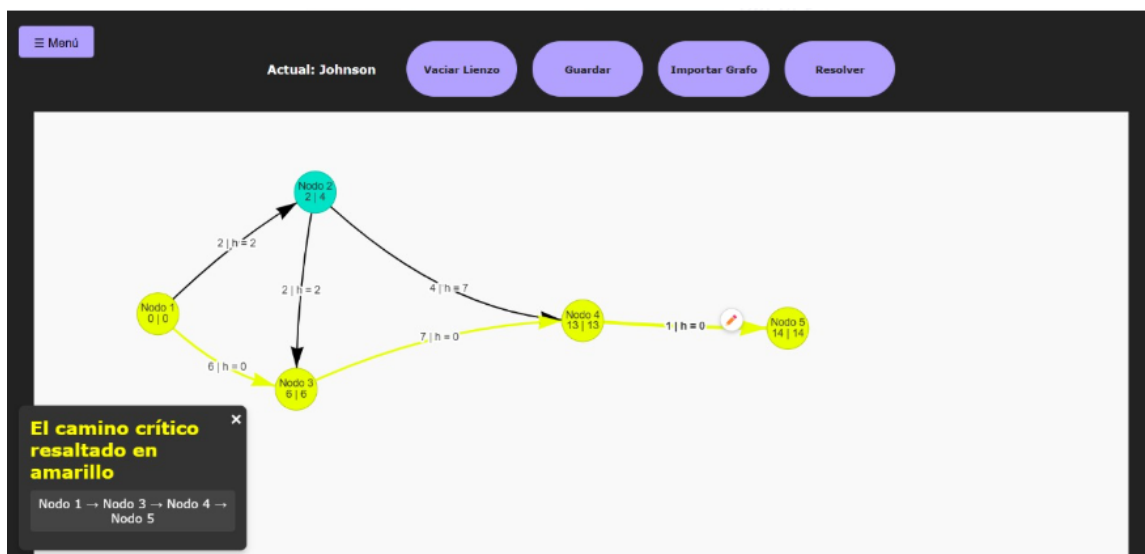 ☰ Menú
Actual: Johnson
Vaciar Lienzo
Guardar
Importar Grafo
Resolver
Nodo 2
2 | 4
2 | h = 2
2 | h = 2
4 | h = 7
Nodo 1
0 | 0
Nodo 4
13 | 13
1 | h = 0
Nodo 5
14 | 14
7 | h = 0
6 | h = 0
Nodo 3
6 | 6
El camino crítico
resaltado en
amarillo
×
Nodo 1 → Nodo 3 → Nodo 4 →
Nodo 5